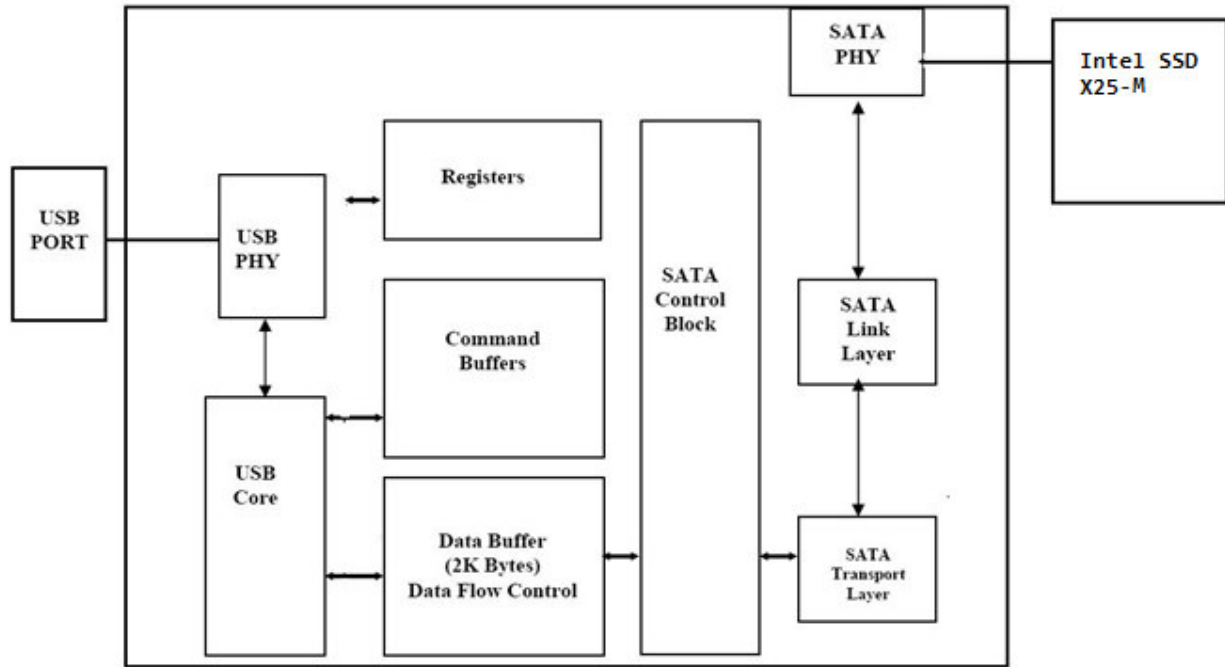 SATA
PHY
Intel SSD
X25-M
Registers
USB
PORT
USB
PHY
SATA
Control
Block
SATA
Link
Layer
Command
Buffers
USB
Core
Data Buffer
(2K Bytes)
Data Flow Control
SATA
Transport
Layer